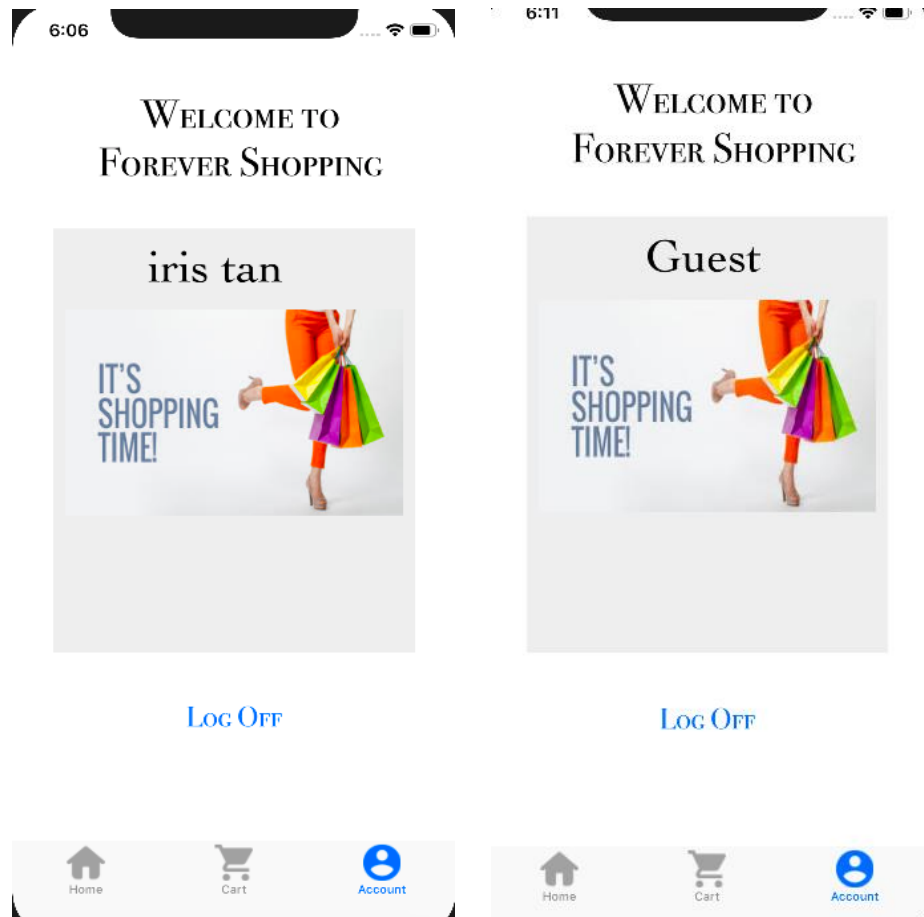 6:06
WELCOME TO
FOREVER SHOPPING
iris tan
IT'S
SHOPPING
TIME!
LOG OFF
Home
Cart
Account
6:11
WELCOME TO
FOREVER SHOPPING
Guest
IT'S
SHOPPING
TIME!
LOG OFF
Home
Cart
Account